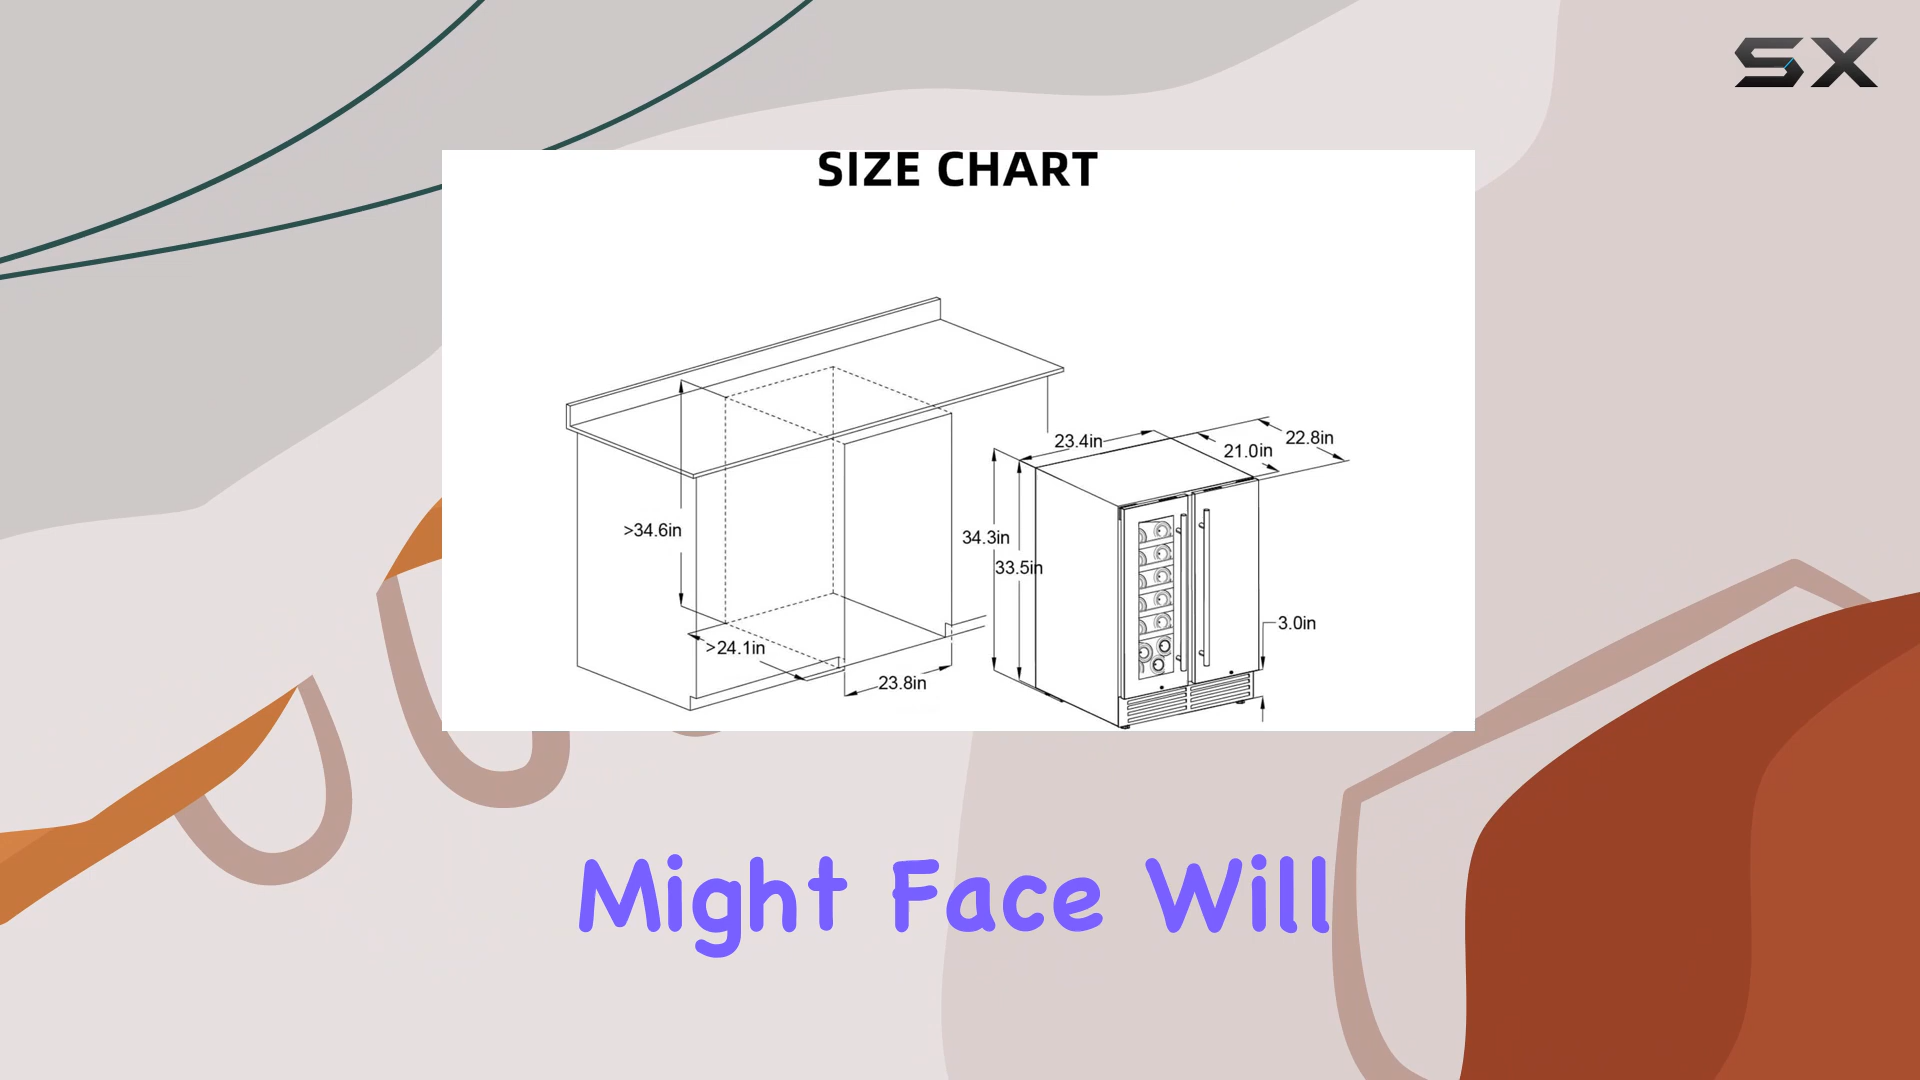 SX
SIZE CHART
23.4in
22.8in
21.0in
>34.6in
34.3in
33.5in
3.0in
>24.1in
23.8in
Might Face Will